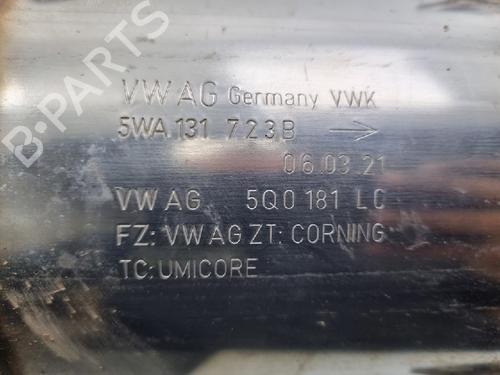 VW AG Germany VWK
5WA 131 723B →
06.03.21
VW AG 5Q0 181 LC
FZ: VW AG ZT: CORNING
TC: UMICORE
B-PARTS